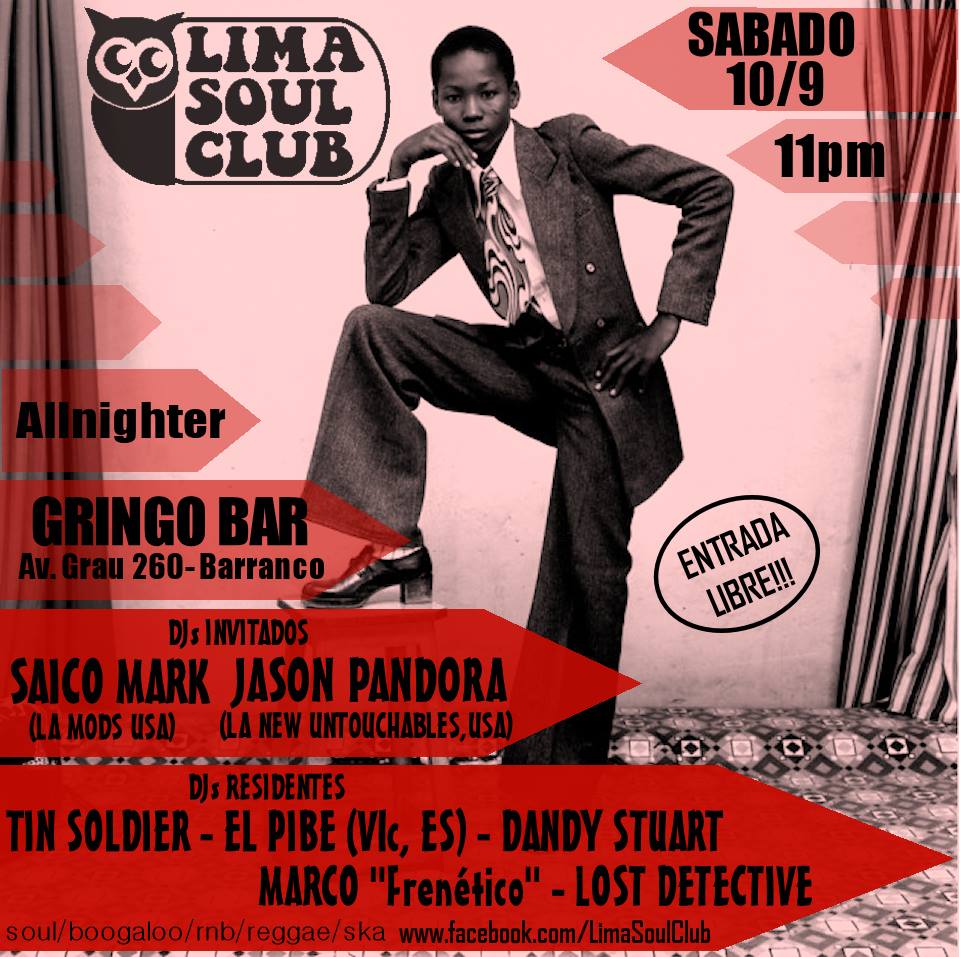 LIMA
SOUL
CLUB
SABADO
10/9
11pm
Allnighter
GRINGO BAR
Av. Grau 260-Barranco
ENTRADA
LIBRE!!!
DJs INVITADOS
SAICO MARK JASON PANDORA
(LA MODS USA) (LA NEW UNTOUCHABLES,USA)
DJs RESIDENTES
TIN SOLDIER - EL PIBE (Vlc, ES) - DANDY STUART
MARCO "Frenético" - LOST DETECTIVE
soul/boogaloo/rnb/reggae/ska www.facebook.com/LimaSoulClub